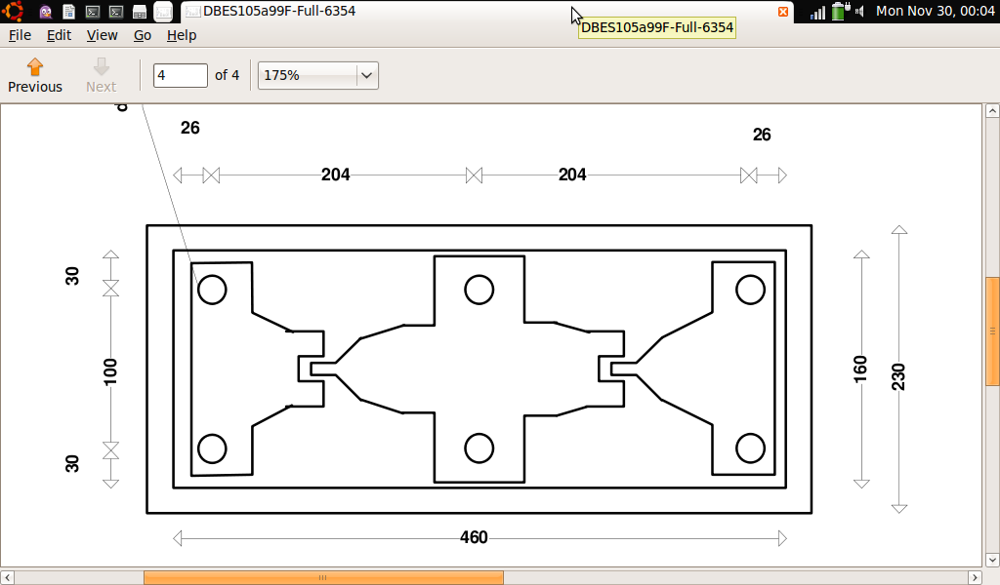 DBES105a99F-Full-6354
Mon Nov 30, 00:04
DBES105a99F-Full-6354
File Edit View Go Help
Previous Next 4 of 4 175%
26
26
204
204
30
100
30
160
230
460